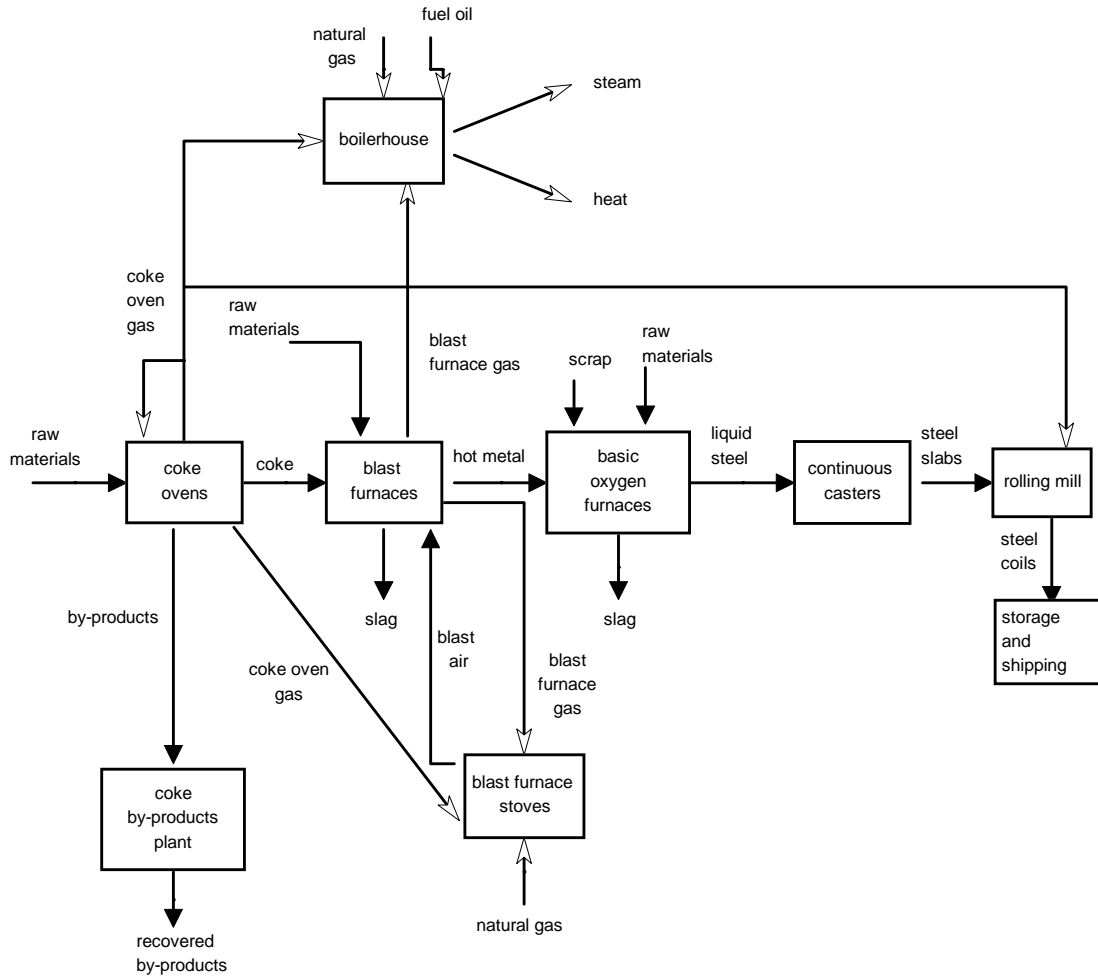 fuel oil
natural
gas
steam
boilerhouse
heat
coke
oven
gas
raw
materials
blast
furnace gas
raw
materials
scrap
raw
materials
coke
ovens
coke
blast
furnaces
hot metal
basic
oxygen
furnaces
liquid
steel
continuous
casters
steel
slabs
rolling mill
steel
coils
by-products
slag
slag
storage
and
shipping
coke oven
gas
blast
air
blast
furnace
gas
coke
by-products
plant
blast furnace
stoves
natural gas
recovered
by-products